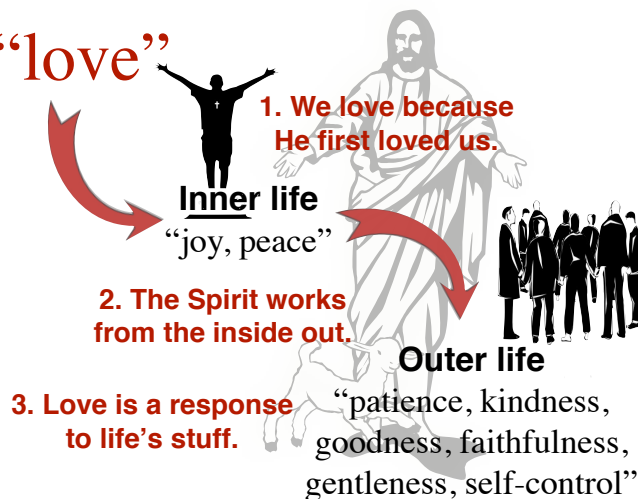 “love”
1. We love because
He first loved us.
Inner life
“joy, peace”
2. The Spirit works
from the inside out.
Outer life
“patience, kindness,
goodness, faithfulness,
gentleness, self-control”
3. Love is a response
to life’s stuff.